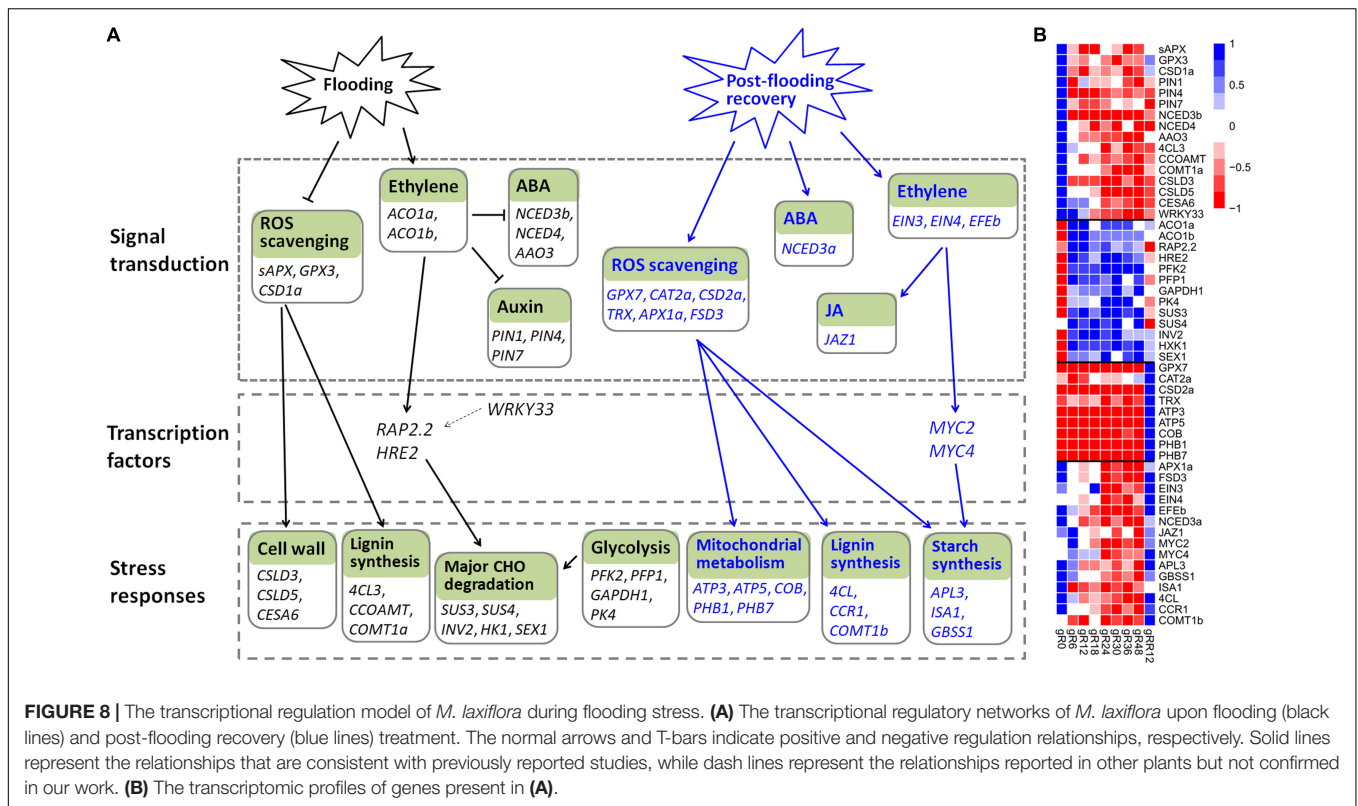 A
Flooding
Post-flooding
recovery
Signal
transduction
ROS
scavenging
sAPX, GPX3,
CSD1a
Ethylene
ACO1a,
ACO1b,
ABA
NCED3b,
NCED4,
AAO3
Auxin
PIN1, PIN4,
PIN7
ROS scavenging
GPX7, CAT2a, CSD2a,
TRX, APX1a, FSD3
ABA
NCED3a
Ethylene
EIN3, EIN4, EFEb
JA
JAZ1
Transcription
factors
RAP2.2
HRE2
WRKY33
MYC2
MYC4
Stress
responses
Cell wall
CSLD3,
CSLD5,
CESA6
Lignin
synthesis
4CL3,
CCOAMT,
COMT1a
Major CHO
degradation
SUS3, SUS4,
INV2, HK1, SEX1
Glycolysis
PFK2, PFP1,
GAPDH1,
PK4
Mitochondrial
metabolism
ATP3, ATP5, COB,
PHB1, PHB7
Lignin
synthesis
4CL,
CCR1,
COMT1b
Starch
synthesis
APL3,
ISA1,
GBSS1
B
sAPX
GPX3
CSD1a
PIN1
PIN4
PIN7
NCED3b
NCED4
AAO3
4CL3
CCOAMT
COMT1a
CSLD3
CSLD5
CESA6
WRKY33
ACO1a
ACO1b
RAP2.2
HRE2
PFK2
PFP1
GAPDH1
PK4
SUS3
SUS4
INV2
HXK1
SEX1
GPX7
CAT2a
CSD2a
TRX
ATP3
ATP5
COB
PHB1
PHB7
APX1a
FSD3
EIN3
EIN4
EFEb
NCED3a
JAZ1
MYC2
MYC4
APL3
GBSS1
ISA1
4CL
CCR1
COMT1b
gR0
gR6
gR12
gR18
gR24
gR30
gR36
gR48
gRR12
1
0.5
0
−0.5
−1
FIGURE 8 | The transcriptional regulation model of M. laxiflora during flooding stress. (A) The transcriptional regulatory networks of M. laxiflora upon flooding (black
lines) and post-flooding recovery (blue lines) treatment. The normal arrows and T-bars indicate positive and negative regulation relationships, respectively. Solid lines
represent the relationships that are consistent with previously reported studies, while dash lines represent the relationships reported in other plants but not confirmed
in our work. (B) The transcriptomic profiles of genes present in (A).